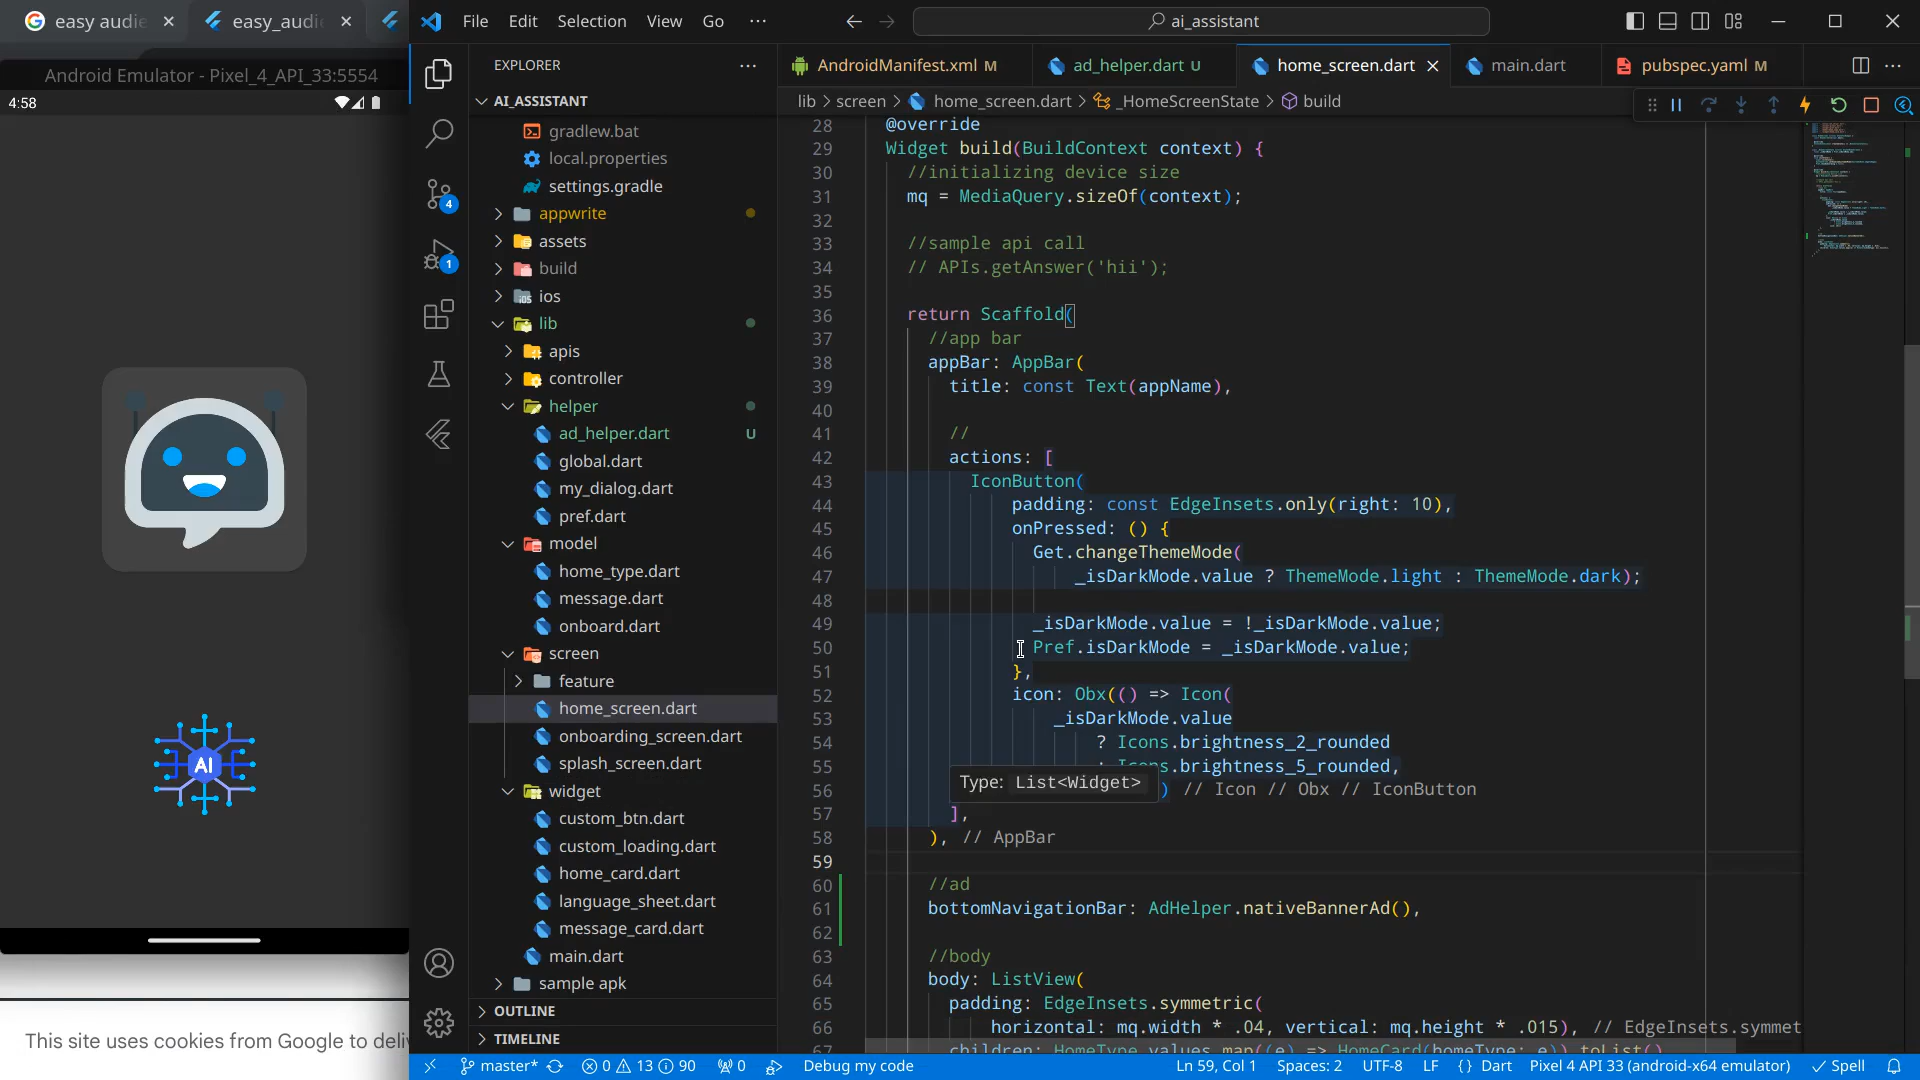 easy audie
easy_audi
Android Emulator - Pixel_4_API_33:5554
4:58
AI
This site uses cookies from Google to deli
File Edit Selection View Go ···
ai_assistant
EXPLORER
AI_ASSISTANT
gradlew.bat
local.properties
settings.gradle
appwrite
assets
build
ios
lib
apis
controller
helper
ad_helper.dart U
global.dart
my_dialog.dart
pref.dart
model
home_type.dart
message.dart
onboard.dart
screen
feature
home_screen.dart
onboarding_screen.dart
splash_screen.dart
widget
custom_btn.dart
custom_loading.dart
home_card.dart
language_sheet.dart
message_card.dart
main.dart
sample apk
OUTLINE
TIMELINE
4
1
AndroidManifest.xml M
ad_helper.dart U
home_screen.dart
main.dart
pubspec.yaml M
lib > screen > home_screen.dart > _HomeScreenState > build
28 @override
29 Widget build(BuildContext context) {
30 //initializing device size
31 mq = MediaQuery.sizeOf(context);
32
33 //sample api call
34 // APIs.getAnswer('hii');
35
36 return Scaffold(
37 //app bar
38 appBar: AppBar(
39 title: const Text(appName),
40
41 //
42 actions: [
43 IconButton(
44 padding: const EdgeInsets.only(right: 10),
45 onPressed: () {
46 Get.changeThemeMode(
47 _isDarkMode.value ? ThemeMode.light : ThemeMode.dark);
48
49 _isDarkMode.value = !_isDarkMode.value;
50 Pref.isDarkMode = _isDarkMode.value;
51 },
52 icon: Obx(() => Icon(
53 _isDarkMode.value
54 ? Icons.brightness_2_rounded
55 : Icons.brightness_5_rounded,
Type: List<Widget>
56 ) // Icon // Obx // IconButton
57 ],
58 ), // AppBar
59
60 //ad
61 bottomNavigationBar: AdHelper.nativeBannerAd(),
62
63 //body
64 body: ListView(
65 padding: EdgeInsets.symmetric(
66 horizontal: mq.width * .04, vertical: mq.height * .015), // EdgeInsets.symmet
67 children: HomeType.values.map((e) => HomeCard(homeType: e)).toList()
master* 0 13 90 0 Debug my code
Ln 59, Col 1 Spaces: 2 UTF-8 LF {} Dart Pixel 4 API 33 (android-x64 emulator) Spell